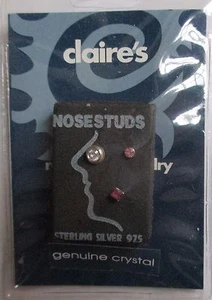 claire's
NOSESTUDS
STERLING SILVER 925
genuine crystal